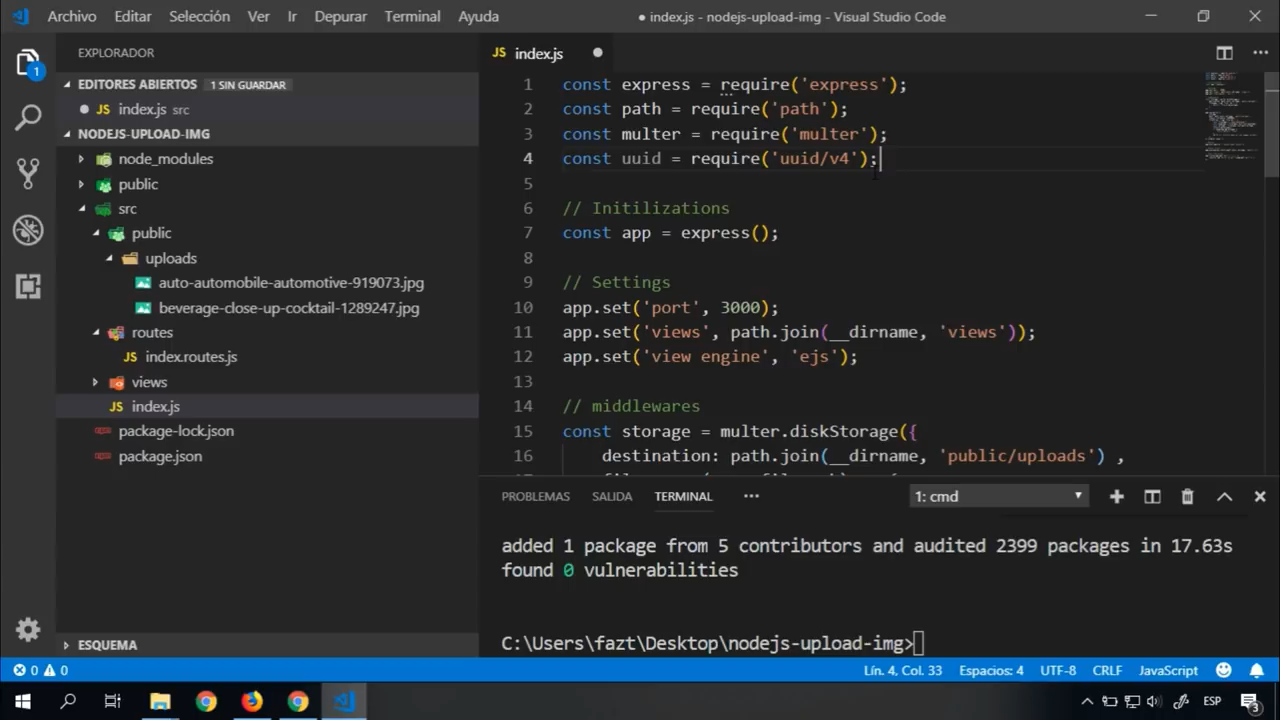 Archivo Editar Selección Ver Ir Depurar Terminal Ayuda
● index.js - nodejs-upload-img - Visual Studio Code
EXPLORADOR
1
EDITORES ABIERTOS 1 SIN GUARDAR
index.js src
NODEJS-UPLOAD-IMG
node_modules
public
src
public
uploads
auto-automobile-automotive-919073.jpg
beverage-close-up-cocktail-1289247.jpg
routes
index.routes.js
views
JS index.js
package-lock.json
package.json
ESQUEMA
JS index.js
1 const express = require('express');
2 const path = require('path');
3 const multer = require('multer');
4 const uuid = require('uuid/v4');
5
6 // Initilizations
7 const app = express();
8
9 // Settings
10 app.set('port', 3000);
11 app.set('views', path.join(__dirname, 'views'));
12 app.set('view engine', 'ejs');
13
14 // middlewares
15 const storage = multer.diskStorage({
16 destination: path.join(__dirname, 'public/uploads') ,
PROBLEMAS SALIDA TERMINAL ••• 1: cmd
added 1 package from 5 contributors and audited 2399 packages in 17.63s
found 0 vulnerabilities
C:\Users\fazt\Desktop\nodejs-upload-img>
0 0 Lín. 4, Col. 33 Espacios: 4 UTF-8 CRLF JavaScript
ESP 3